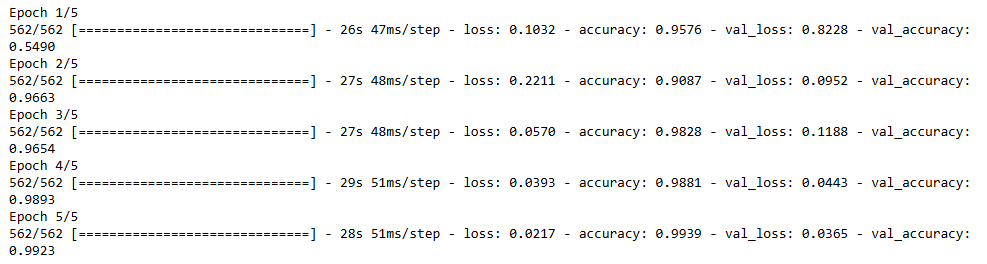 Epoch 1/5
562/562 [==============================] - 26s 47ms/step - loss: 0.1032 - accuracy: 0.9576 - val_loss: 0.8228 - val_accuracy:
0.5490
Epoch 2/5
562/562 [==============================] - 27s 48ms/step - loss: 0.2211 - accuracy: 0.9087 - val_loss: 0.0952 - val_accuracy:
0.9663
Epoch 3/5
562/562 [==============================] - 27s 48ms/step - loss: 0.0570 - accuracy: 0.9828 - val_loss: 0.1188 - val_accuracy:
0.9654
Epoch 4/5
562/562 [==============================] - 29s 51ms/step - loss: 0.0393 - accuracy: 0.9881 - val_loss: 0.0443 - val_accuracy:
0.9893
Epoch 5/5
562/562 [==============================] - 28s 51ms/step - loss: 0.0217 - accuracy: 0.9939 - val_loss: 0.0365 - val_accuracy:
0.9923